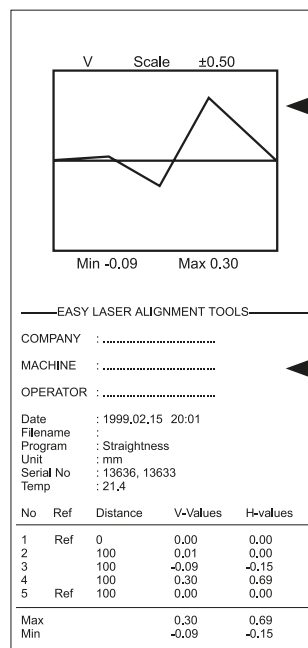 V Scale ±0.50
Min -0.09 Max 0.30
EASY LASER ALIGNMENT TOOLS
COMPANY : ................................
MACHINE : ................................
OPERATOR : ................................
Date : 1999.02.15 20:01
Filename :
Program : Straightness
Unit : mm
Serial No : 13636, 13633
Temp : 21.4
No Ref Distance V-Values H-values
1 Ref 0 0.00 0.00
2 100 0.01 0.00
3 100 -0.09 -0.15
4 100 0.30 0.69
5 Ref 100 0.00 0.00
Max 0.30 0.69
Min -0.09 -0.15